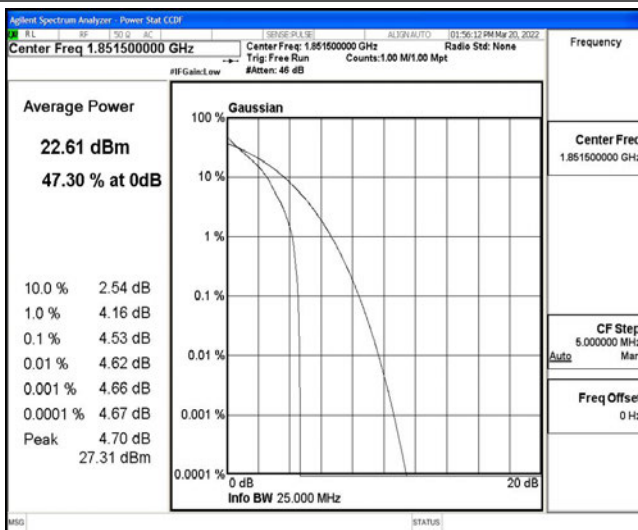 Agilent Spectrum Analyzer - Power Stat CCDF
RL RF 50 Ω AC SENSE:PULSE ALIGN AUTO 01:56:12 PM Mar 20, 2022
Center Freq 1.851500000 GHz
Center Freq: 1.851500000 GHz Radio Std: None
Trig: Free Run Counts:1.00 M/1.00 Mpt
#IFGain:Low #Atten: 46 dB
Frequency
Average Power
22.61 dBm
47.30 % at 0dB
10.0 % 2.54 dB
1.0 % 4.16 dB
0.1 % 4.53 dB
0.01 % 4.62 dB
0.001 % 4.66 dB
0.0001 % 4.67 dB
Peak 4.70 dB
27.31 dBm
Gaussian
100 %
10 %
1 %
0.1 %
0.01 %
0.001 %
0.0001 %
0 dB 20 dB
Info BW 25.000 MHz
Center Freq
1.851500000 GHz
CF Step
5.000000 MHz
Auto Man
Freq Offset
0 Hz
MSG STATUS